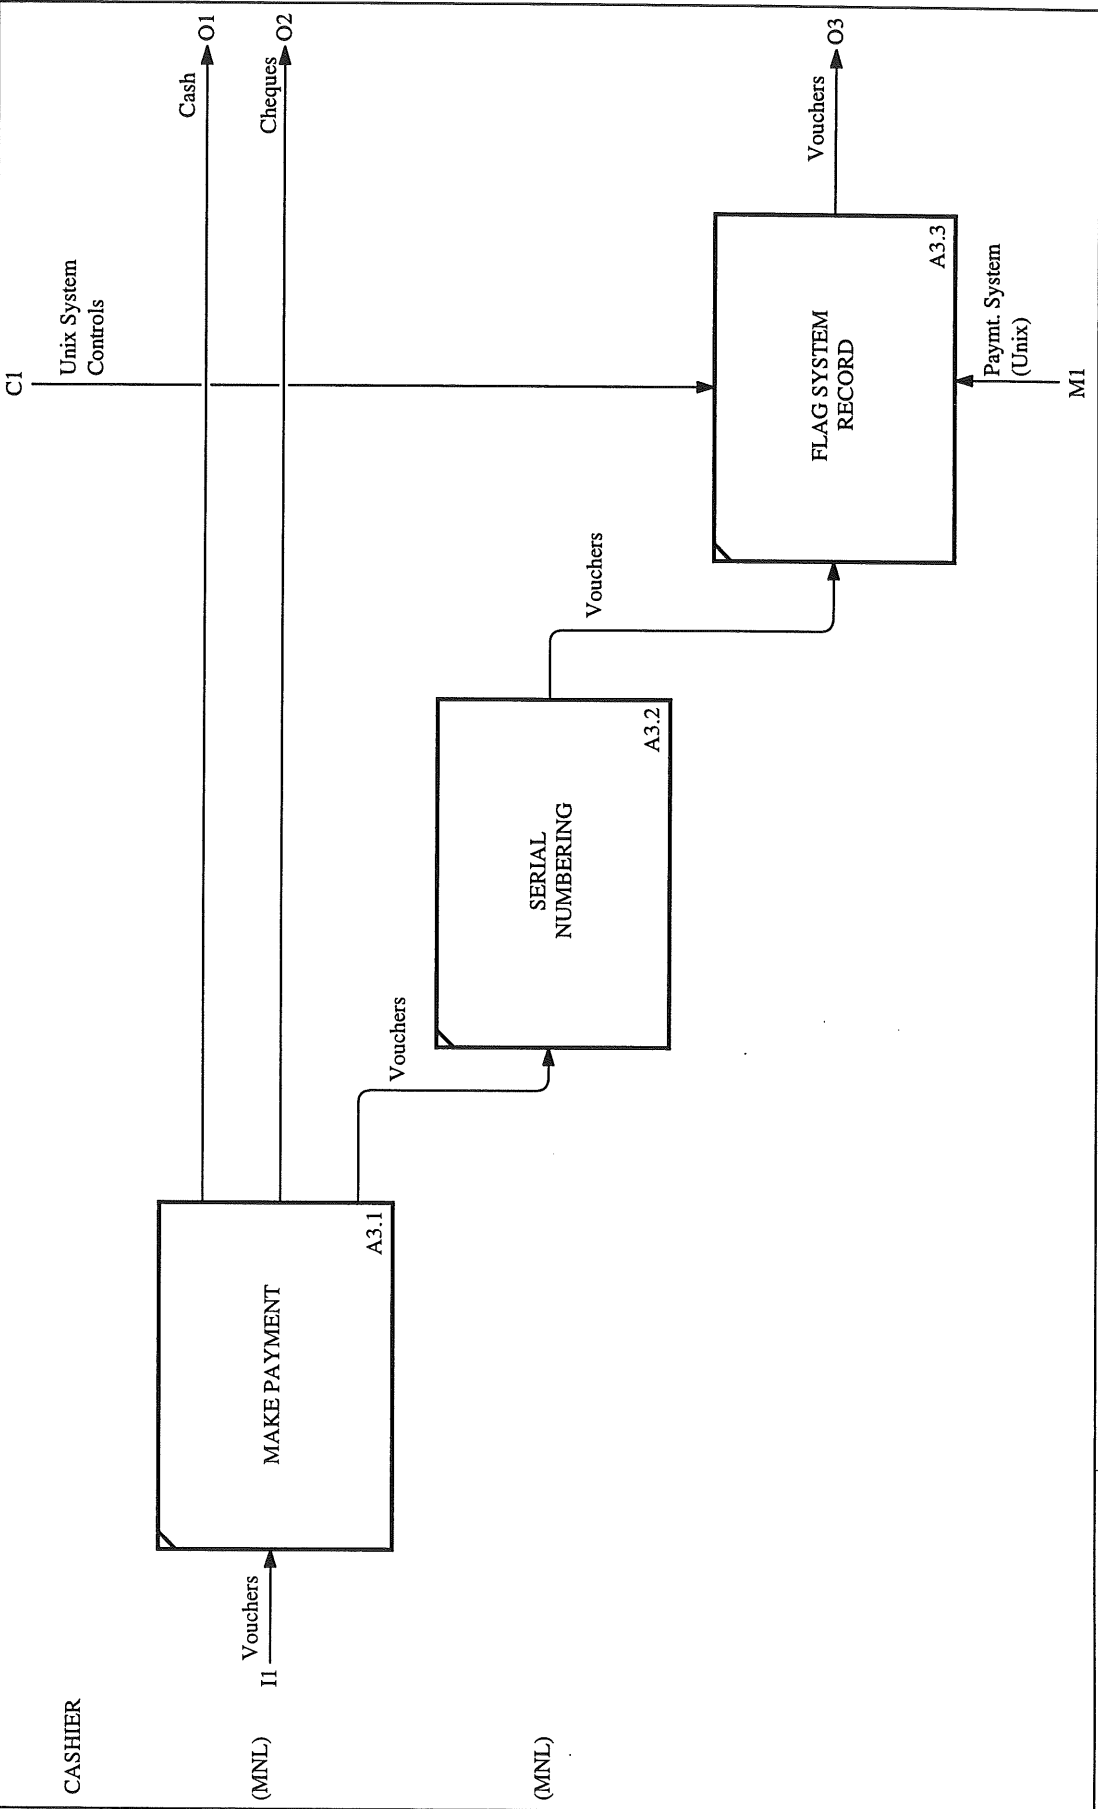 CASHIER
C1
Unix System
Controls
Cash
O1
Cheques
O2
(MNL)
I1
Vouchers
MAKE PAYMENT
A3.1
Vouchers
(MNL)
SERIAL
NUMBERING
A3.2
Vouchers
FLAG SYSTEM
RECORD
A3.3
Vouchers
O3
Paymt. System
(Unix)
M1